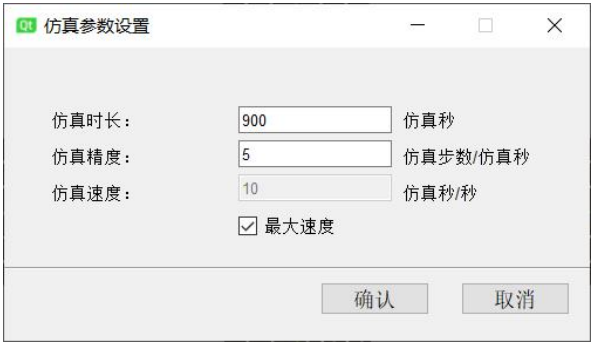 Qt 仿真参数设置
仿真时长： 900 仿真秒
仿真精度： 5 仿真步数/仿真秒
仿真速度： 10 仿真秒/秒
最大速度
确认 取消